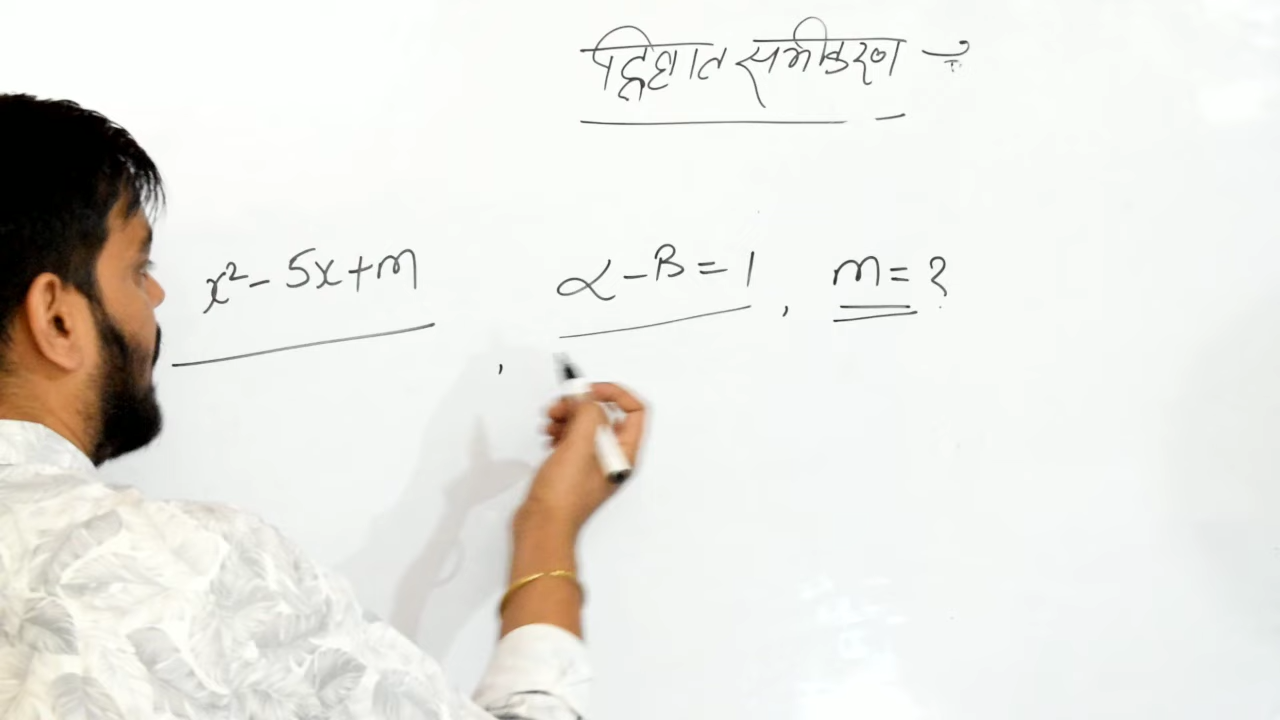 द्विघात समीकरण ⇒
x² - 5x + m , α - β = 1 , m = ?